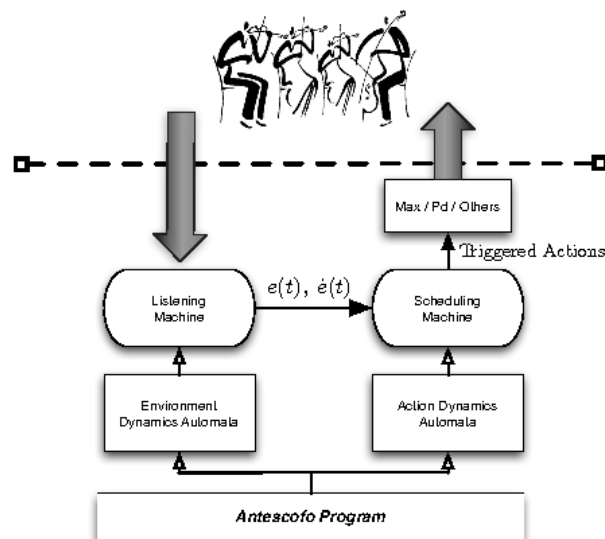 Max / Pd / Others
Triggered Actions
Listening
Machine
e(t), ė(t)
Scheduling
Machine
Environment
Dynamics Automata
Action Dynamics
Automata
Antescofo Program